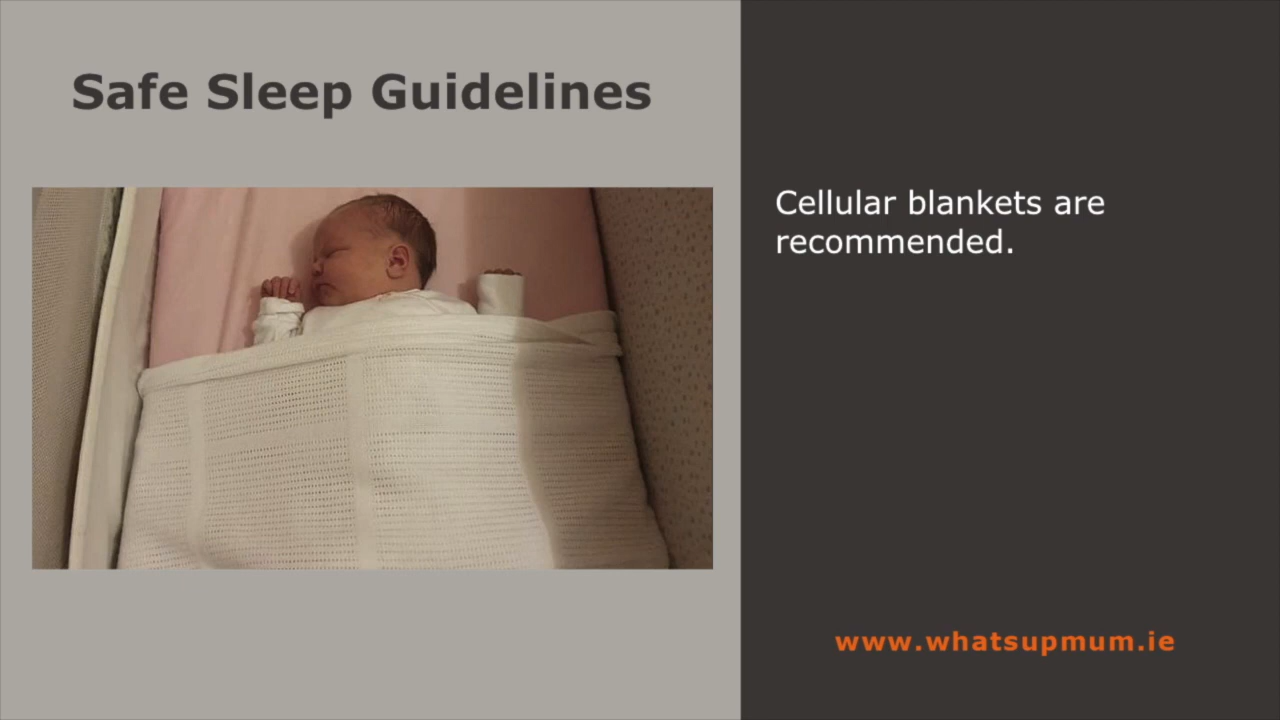 Safe Sleep Guidelines
Cellular blankets are
recommended.
www.whatsupmum.ie